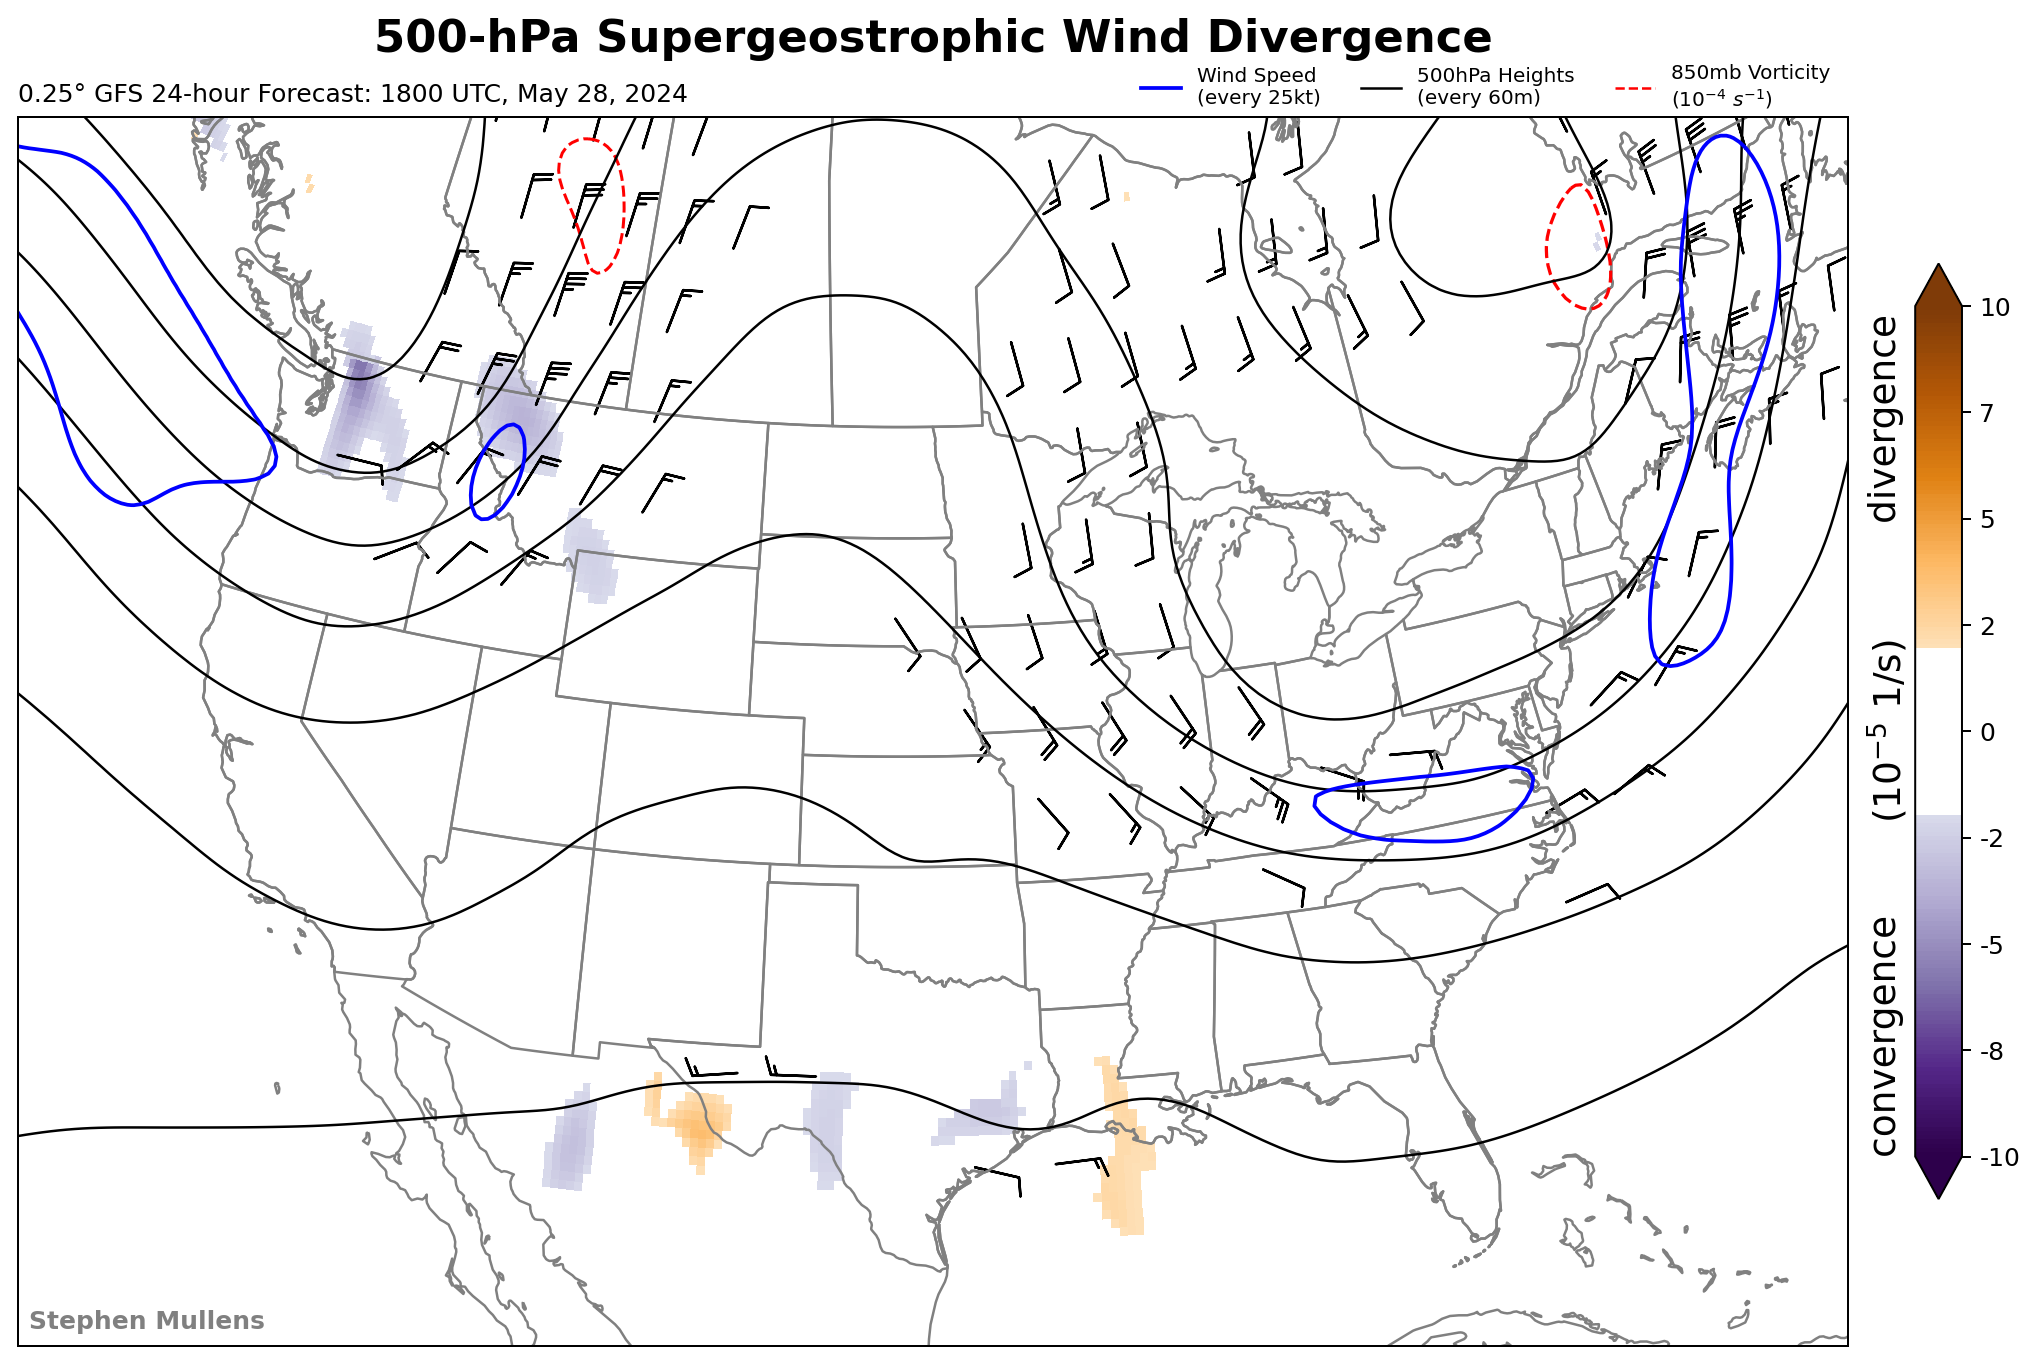 500-hPa Supergeostrophic Wind Divergence
0.25° GFS 24-hour Forecast: 1800 UTC, May 28, 2024
Wind Speed
(every 25kt)
500hPa Heights
(every 60m)
850mb Vorticity
(10⁻⁴ s⁻¹)
10
7
5
2
0
-2
-5
-8
-10
convergence (10⁻⁵ 1/s) divergence
Stephen Mullens